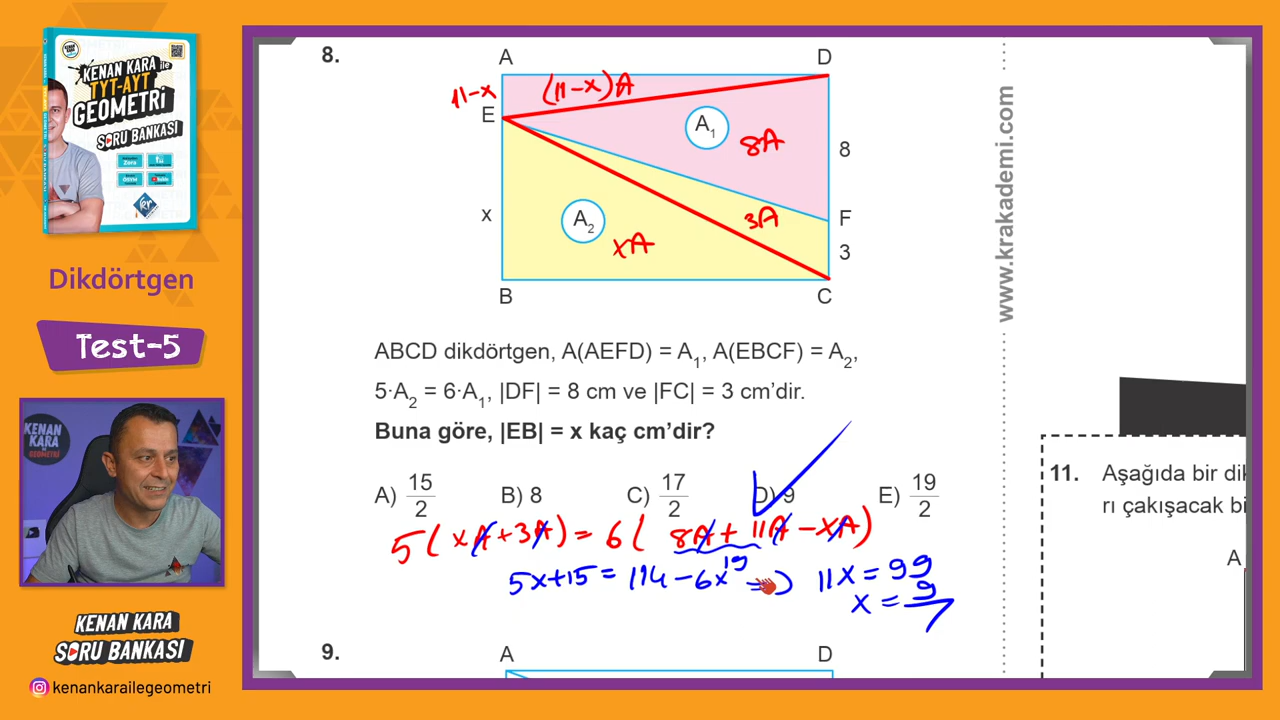 KENAN KARA ile
TYT-AYT
GEOMETRİ
SORU BANKASI
Dikdörtgen
Test-5
KENAN KARA
SORU BANKASI
kenankarailegeometri
8.
A
D
11-x
(11-x)A
E
A1
8A
8
x
A2
xA
3A
F
3
B
C
ABCD dikdörtgen, A(AEFD) = A1, A(EBCF) = A2,
5·A2 = 6·A1, |DF| = 8 cm ve |FC| = 3 cm’dir.
Buna göre, |EB| = x kaç cm’dir?
A) 15/2 B) 8 C) 17/2 D) 9 E) 19/2
5(xA+3A) = 6(8A + 11A - xA)
19
5x+15 = 114 - 6x => 11x = 99
x = 9
9.
A
D
www.krakademi.com
11. Aşağıda bir dik
rı çakışacak bi
A